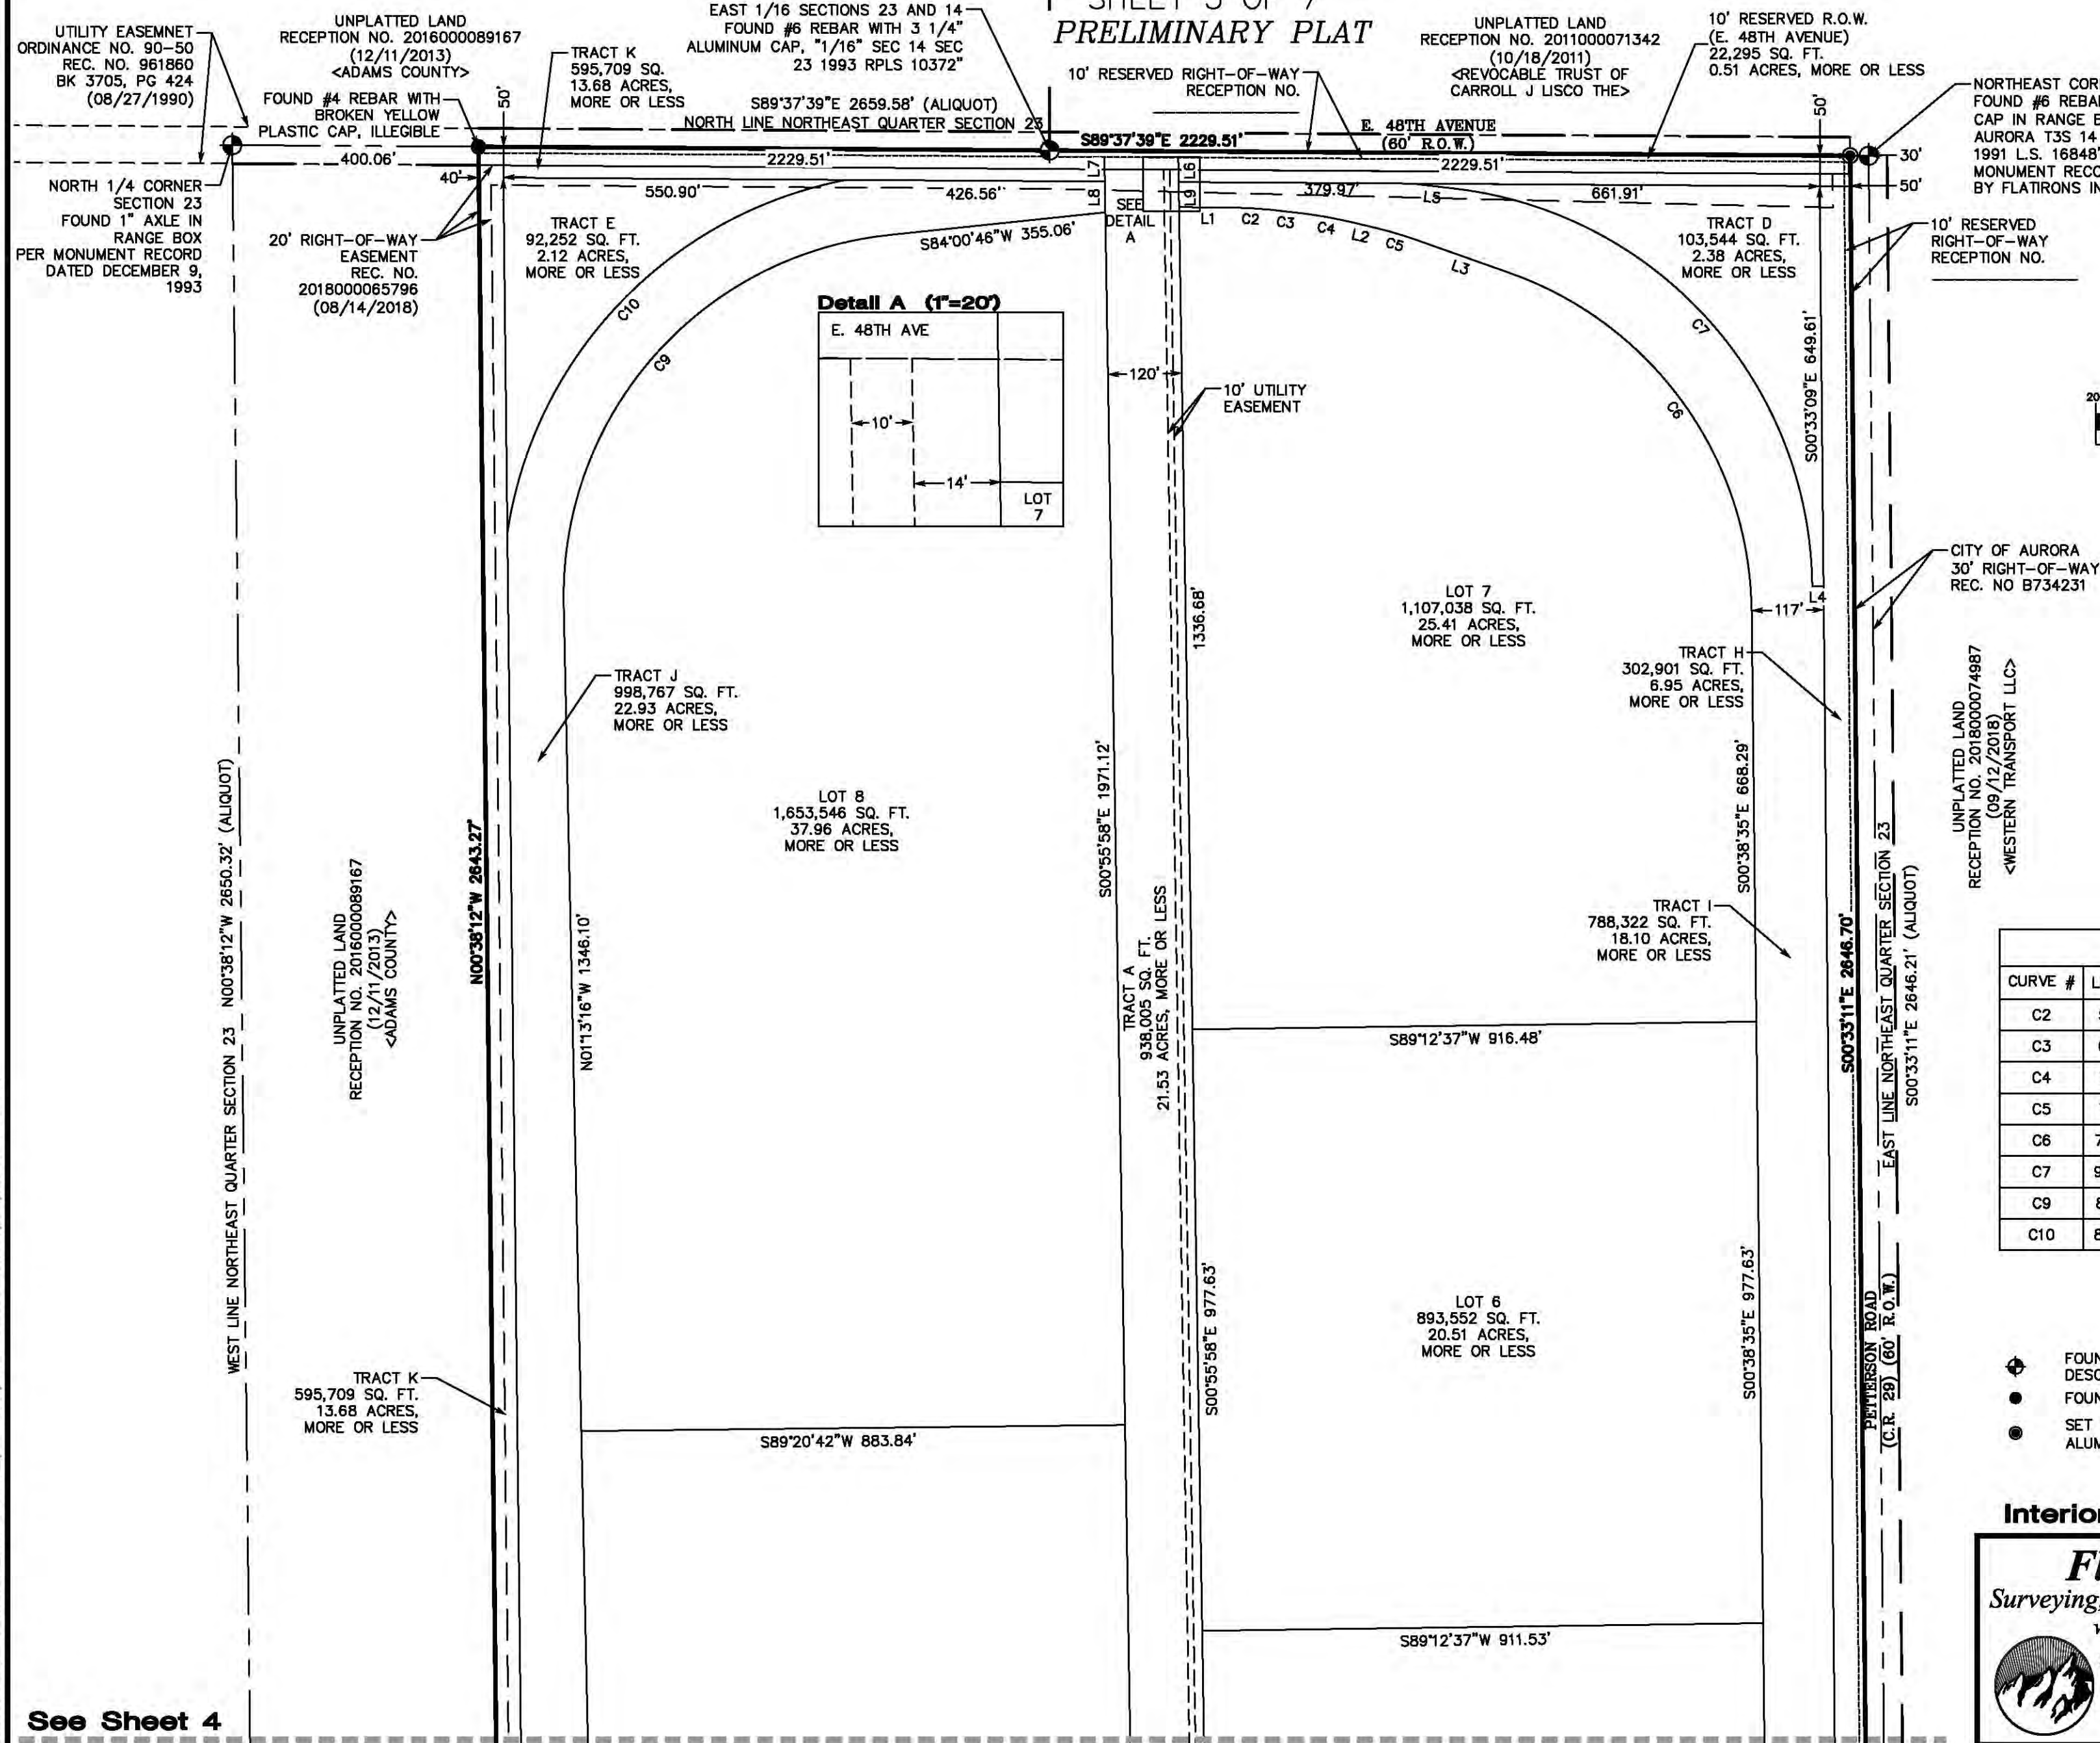 SHEET 3 OF 7
PRELIMINARY PLAT
UTILITY EASEMNET
ORDINANCE NO. 90-50
REC. NO. 961860
BK 3705, PG 424
(08/27/1990)
UNPLATTED LAND
RECEPTION NO. 2016000089167
(12/11/2013)
<ADAMS COUNTY>
FOUND #4 REBAR WITH
BROKEN YELLOW
PLASTIC CAP, ILLEGIBLE
50'
TRACT K
595,709 SQ.
13.68 ACRES,
MORE OR LESS
EAST 1/16 SECTIONS 23 AND 14
FOUND #6 REBAR WITH 3 1/4"
ALUMINUM CAP, "1/16" SEC 14 SEC
23 1993 RPLS 10372"
S89°37'39"E 2659.58' (ALIQUOT)
NORTH LINE NORTHEAST QUARTER SECTION 23
10' RESERVED RIGHT-OF-WAY
RECEPTION NO.
UNPLATTED LAND
RECEPTION NO. 2011000071342
(10/18/2011)
<REVOCABLE TRUST OF
CARROLL J LISCO THE>
10' RESERVED R.O.W.
(E. 48TH AVENUE)
22,295 SQ. FT.
0.51 ACRES, MORE OR LESS
50'
NORTHEAST COR
FOUND #6 REBA
CAP IN RANGE B
AURORA T3S 14
1991 L.S. 16848"
MONUMENT RECO
BY FLATIRONS IN
E. 48TH AVENUE
(60' R.O.W.)
S89°37'39"E 2229.51'
400.06'
2229.51'
2229.51'
30'
50'
40'
550.90'
426.56'
L7
L8
L6
L9
379.97'
L5
661.91'
NORTH 1/4 CORNER
SECTION 23
FOUND 1" AXLE IN
RANGE BOX
PER MONUMENT RECORD
DATED DECEMBER 9,
1993
20' RIGHT-OF-WAY
EASEMENT
REC. NO.
2018000065796
(08/14/2018)
TRACT E
92,252 SQ. FT.
2.12 ACRES,
MORE OR LESS
S84°00'46"W 355.06'
SEE
DETAIL
A
L1
C2
C3
C4
L2
C5
L3
TRACT D
103,544 SQ. FT.
2.38 ACRES,
MORE OR LESS
10' RESERVED
RIGHT-OF-WAY
RECEPTION NO.
C10
C9
C7
C6
S00°33'09"E 649.61'
Detail A (1"=20')
E. 48TH AVE
10'
14'
LOT
7
120'
10' UTILITY
EASEMENT
20
CITY OF AURORA
30' RIGHT-OF-WAY
REC. NO B734231
LOT 7
1,107,038 SQ. FT.
25.41 ACRES,
MORE OR LESS
L4
117'
1336.68'
TRACT H
302,901 SQ. FT.
6.95 ACRES,
MORE OR LESS
TRACT J
998,767 SQ. FT.
22.93 ACRES,
MORE OR LESS
UNPLATTED LAND
RECEPTION NO. 2018000074987
(09/12/2018)
<WESTERN TRANSPORT LLC>
LOT 8
1,653,546 SQ. FT.
37.96 ACRES,
MORE OR LESS
S00°55'58"E 1971.12'
S00°38'35"E 668.29'
WEST LINE NORTHEAST QUARTER SECTION 23 N00°38'12"W 2650.32' (ALIQUOT)
UNPLATTED LAND
RECEPTION NO. 2016000089167
(12/11/2013)
<ADAMS COUNTY>
N00°38'12"W 2643.27'
N01°13'16"W 1346.10'
TRACT A
938,005 SQ. FT.
21.53 ACRES, MORE OR LESS
TRACT I
788,322 SQ. FT.
18.10 ACRES,
MORE OR LESS
S00°33'11"E 2646.70'
EAST LINE NORTHEAST QUARTER SECTION 23
S00°33'11"E 2646.21' (ALIQUOT)
S89°12'37"W 916.48'
CURVE #
L
C2
C3
C4
C5
C6
7
C7
9
C9
8
C10
8
LOT 6
893,552 SQ. FT.
20.51 ACRES,
MORE OR LESS
S00°55'58"E 977.63'
S00°38'35"E 977.63'
PETTERSON ROAD
(C.R. 29) (60' R.O.W.)
TRACT K
595,709 SQ. FT.
13.68 ACRES,
MORE OR LESS
S89°20'42"W 883.84'
FOUN
DESC
FOUN
SET
ALUM
S89°12'37"W 911.53'
Interio
Surveying,
See Sheet 4